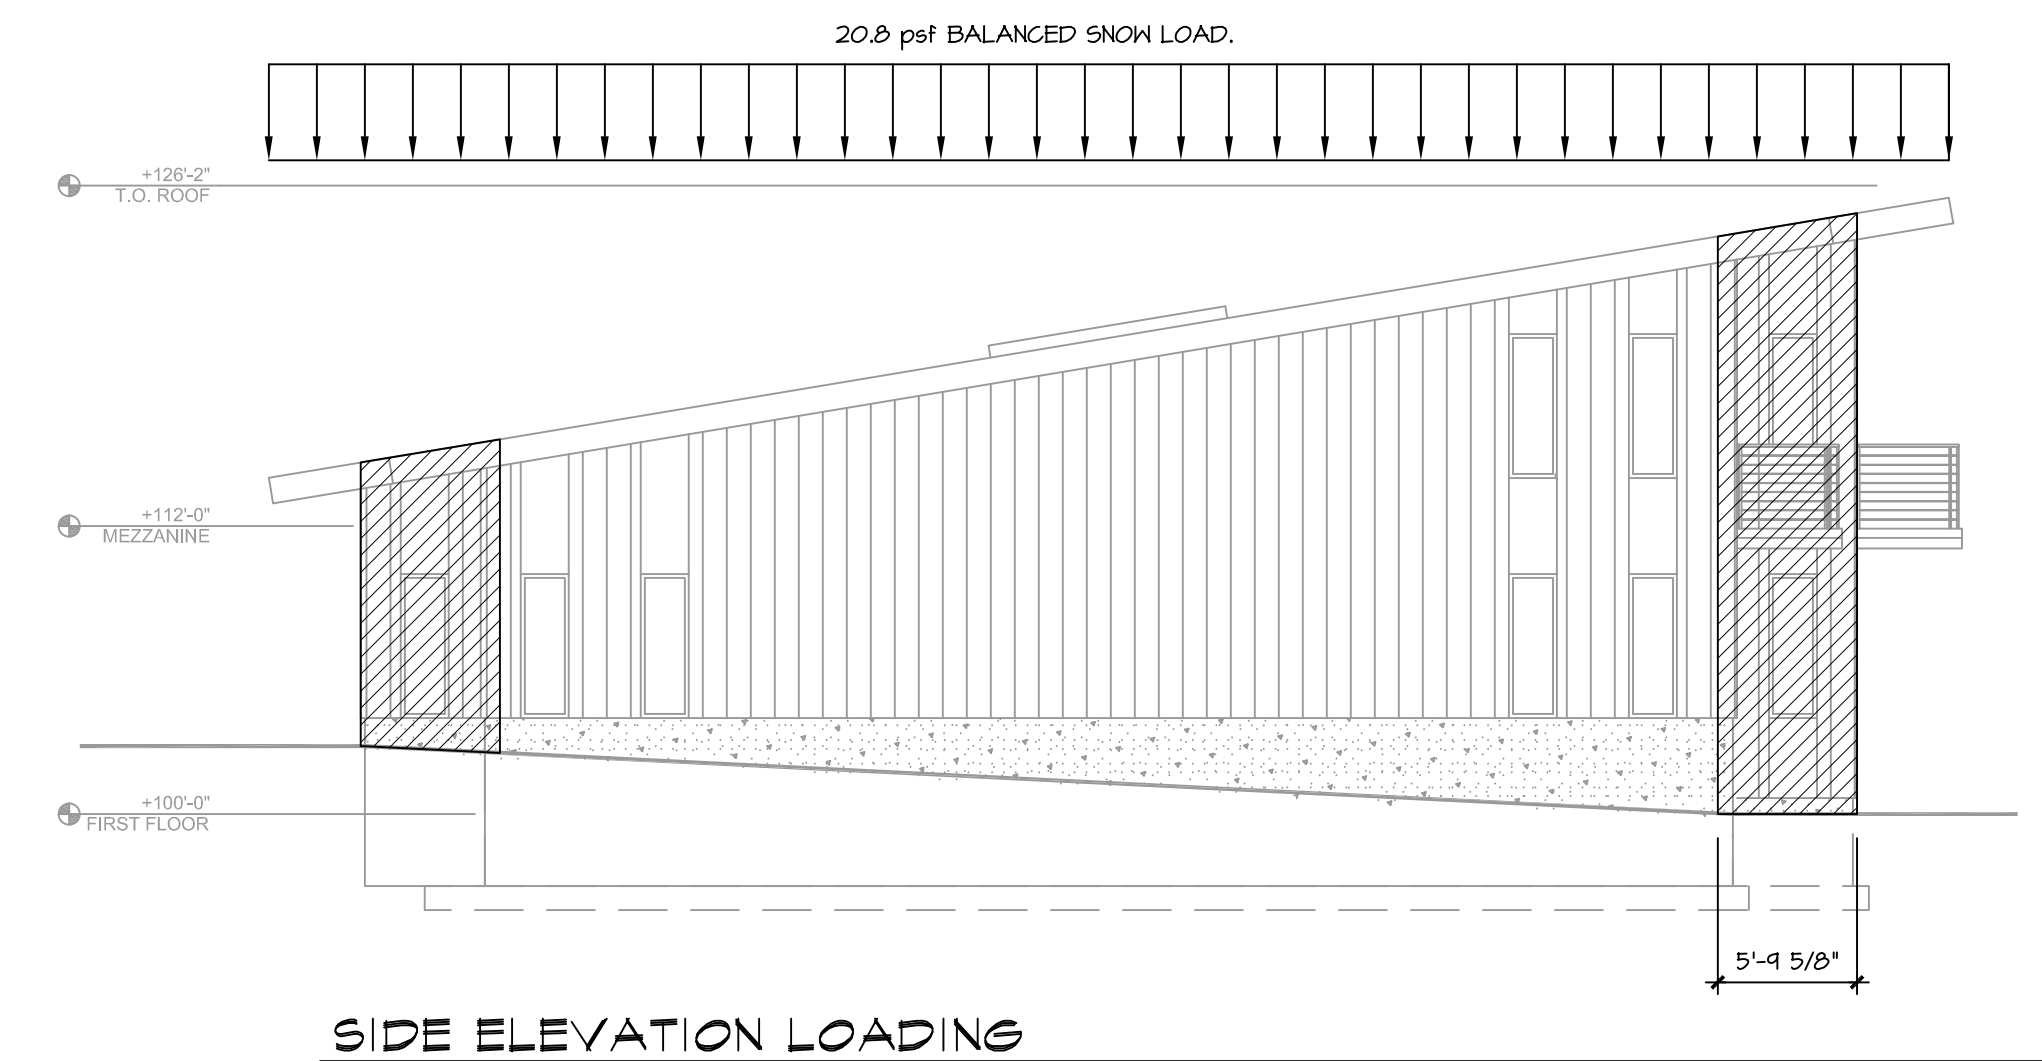 20.8 psf BALANCED SNOW LOAD.
+126'-2"
T.O. ROOF
+112'-0"
MEZZANINE
+100'-0"
FIRST FLOOR
5'-9 5/8"
SIDE ELEVATION LOADING